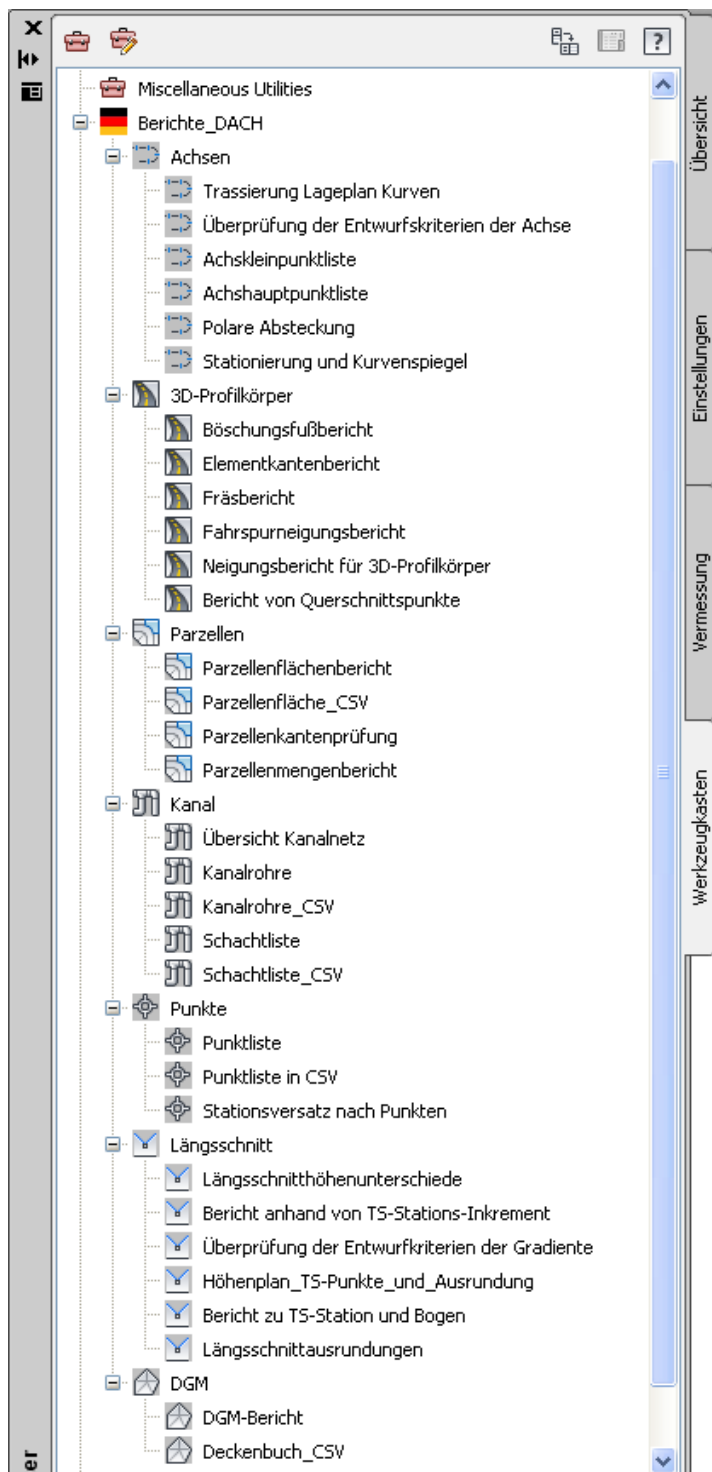 Miscellaneous Utilities
Berichte_DACH
Achsen
Trassierung Lageplan Kurven
Überprüfung der Entwurfskriterien der Achse
Achskleinpunktliste
Achshauptpunktliste
Polare Absteckung
Stationierung und Kurvenspiegel
3D-Profilkörper
Böschungsfußbericht
Elementkantenbericht
Fräsbericht
Fahrspurneigungsbericht
Neigungsbericht für 3D-Profilkörper
Bericht von Querschnittspunkte
Parzellen
Parzellenflächenbericht
Parzellenfläche_CSV
Parzellenkantenprüfung
Parzellenmengenbericht
Kanal
Übersicht Kanalnetz
Kanalrohre
Kanalrohre_CSV
Schachtliste
Schachtliste_CSV
Punkte
Punktliste
Punktliste in CSV
Stationsversatz nach Punkten
Längsschnitt
Längsschnitthöhenunterschiede
Bericht anhand von TS-Stations-Inkrement
Überprüfung der Entwurfkriterien der Gradiente
Höhenplan_TS-Punkte_und_Ausrundung
Bericht zu TS-Station und Bogen
Längsschnittausrundungen
DGM
DGM-Bericht
Deckenbuch_CSV
Übersicht
Einstellungen
Vermessung
Werkzeugkasten
er